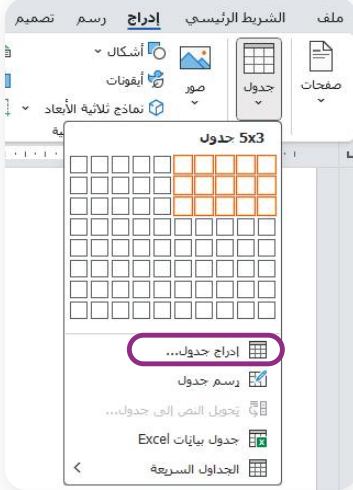 ملف الشريط الرئيسي إدراج رسم تصميم
صفحات
جدول
صور
أشكال
أيقونات
نماذج ثلاثية الأبعاد
5x3 جدول
إدراج جدول...
رسم جدول
تحويل النص إلى جدول...
جدول بيانات Excel
الجداول السريعة